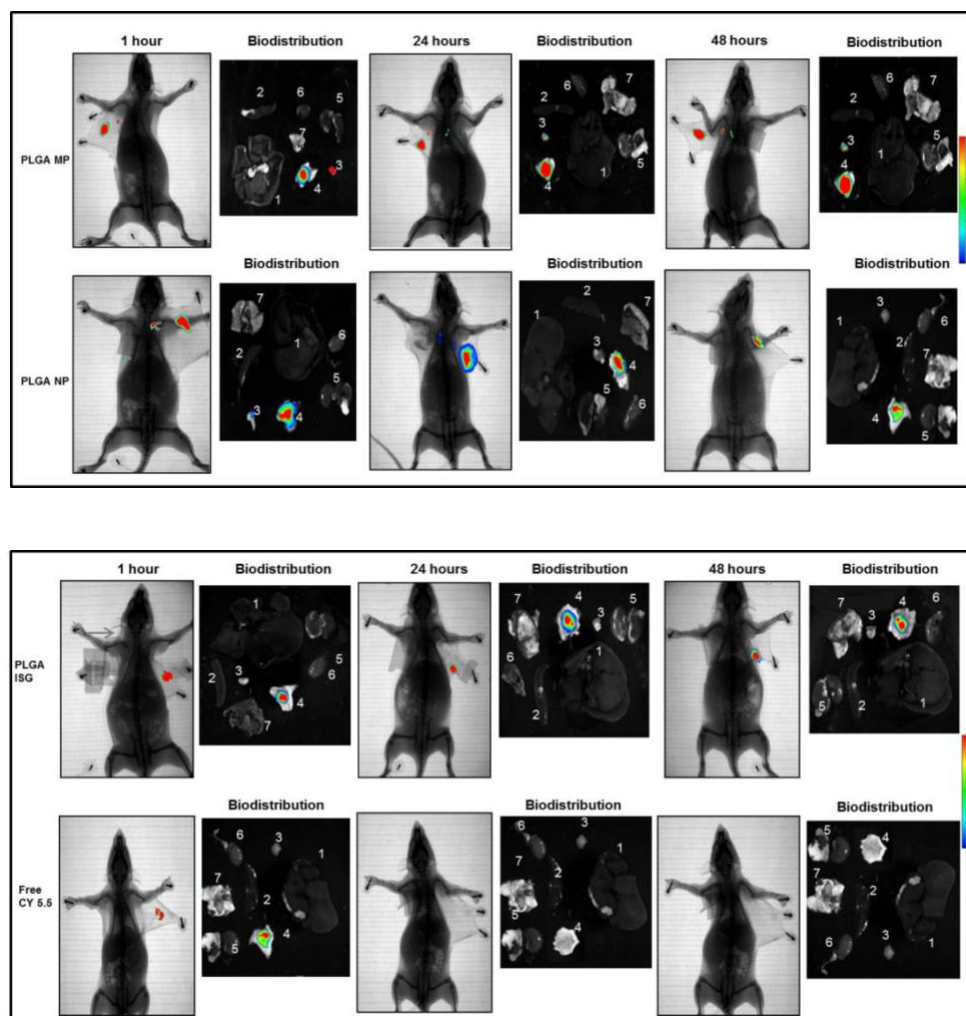 1 hour Biodistribution 24 hours Biodistribution 48 hours Biodistribution
PLGA MP
2 6 5 7 3 4 1
6 7 2 3 1 5 4
6 7 2 3 1 5 4
Biodistribution Biodistribution Biodistribution
PLGA NP
7 1 6 2 5 3 4
2 7 1 3 4 5 6
3 6 1 2 7 4 5
1 hour Biodistribution 24 hours Biodistribution 48 hours Biodistribution
PLGA
ISG
1 5 2 3 6 4 7
4 7 3 5 1 6 2
4 7 3 6 5 2 1
Biodistribution Biodistribution Biodistribution
Free
CY 5.5
6 3 1 7 2 4 5
6 3 1 7 2 5 4
5 4 7 2 6 3 1